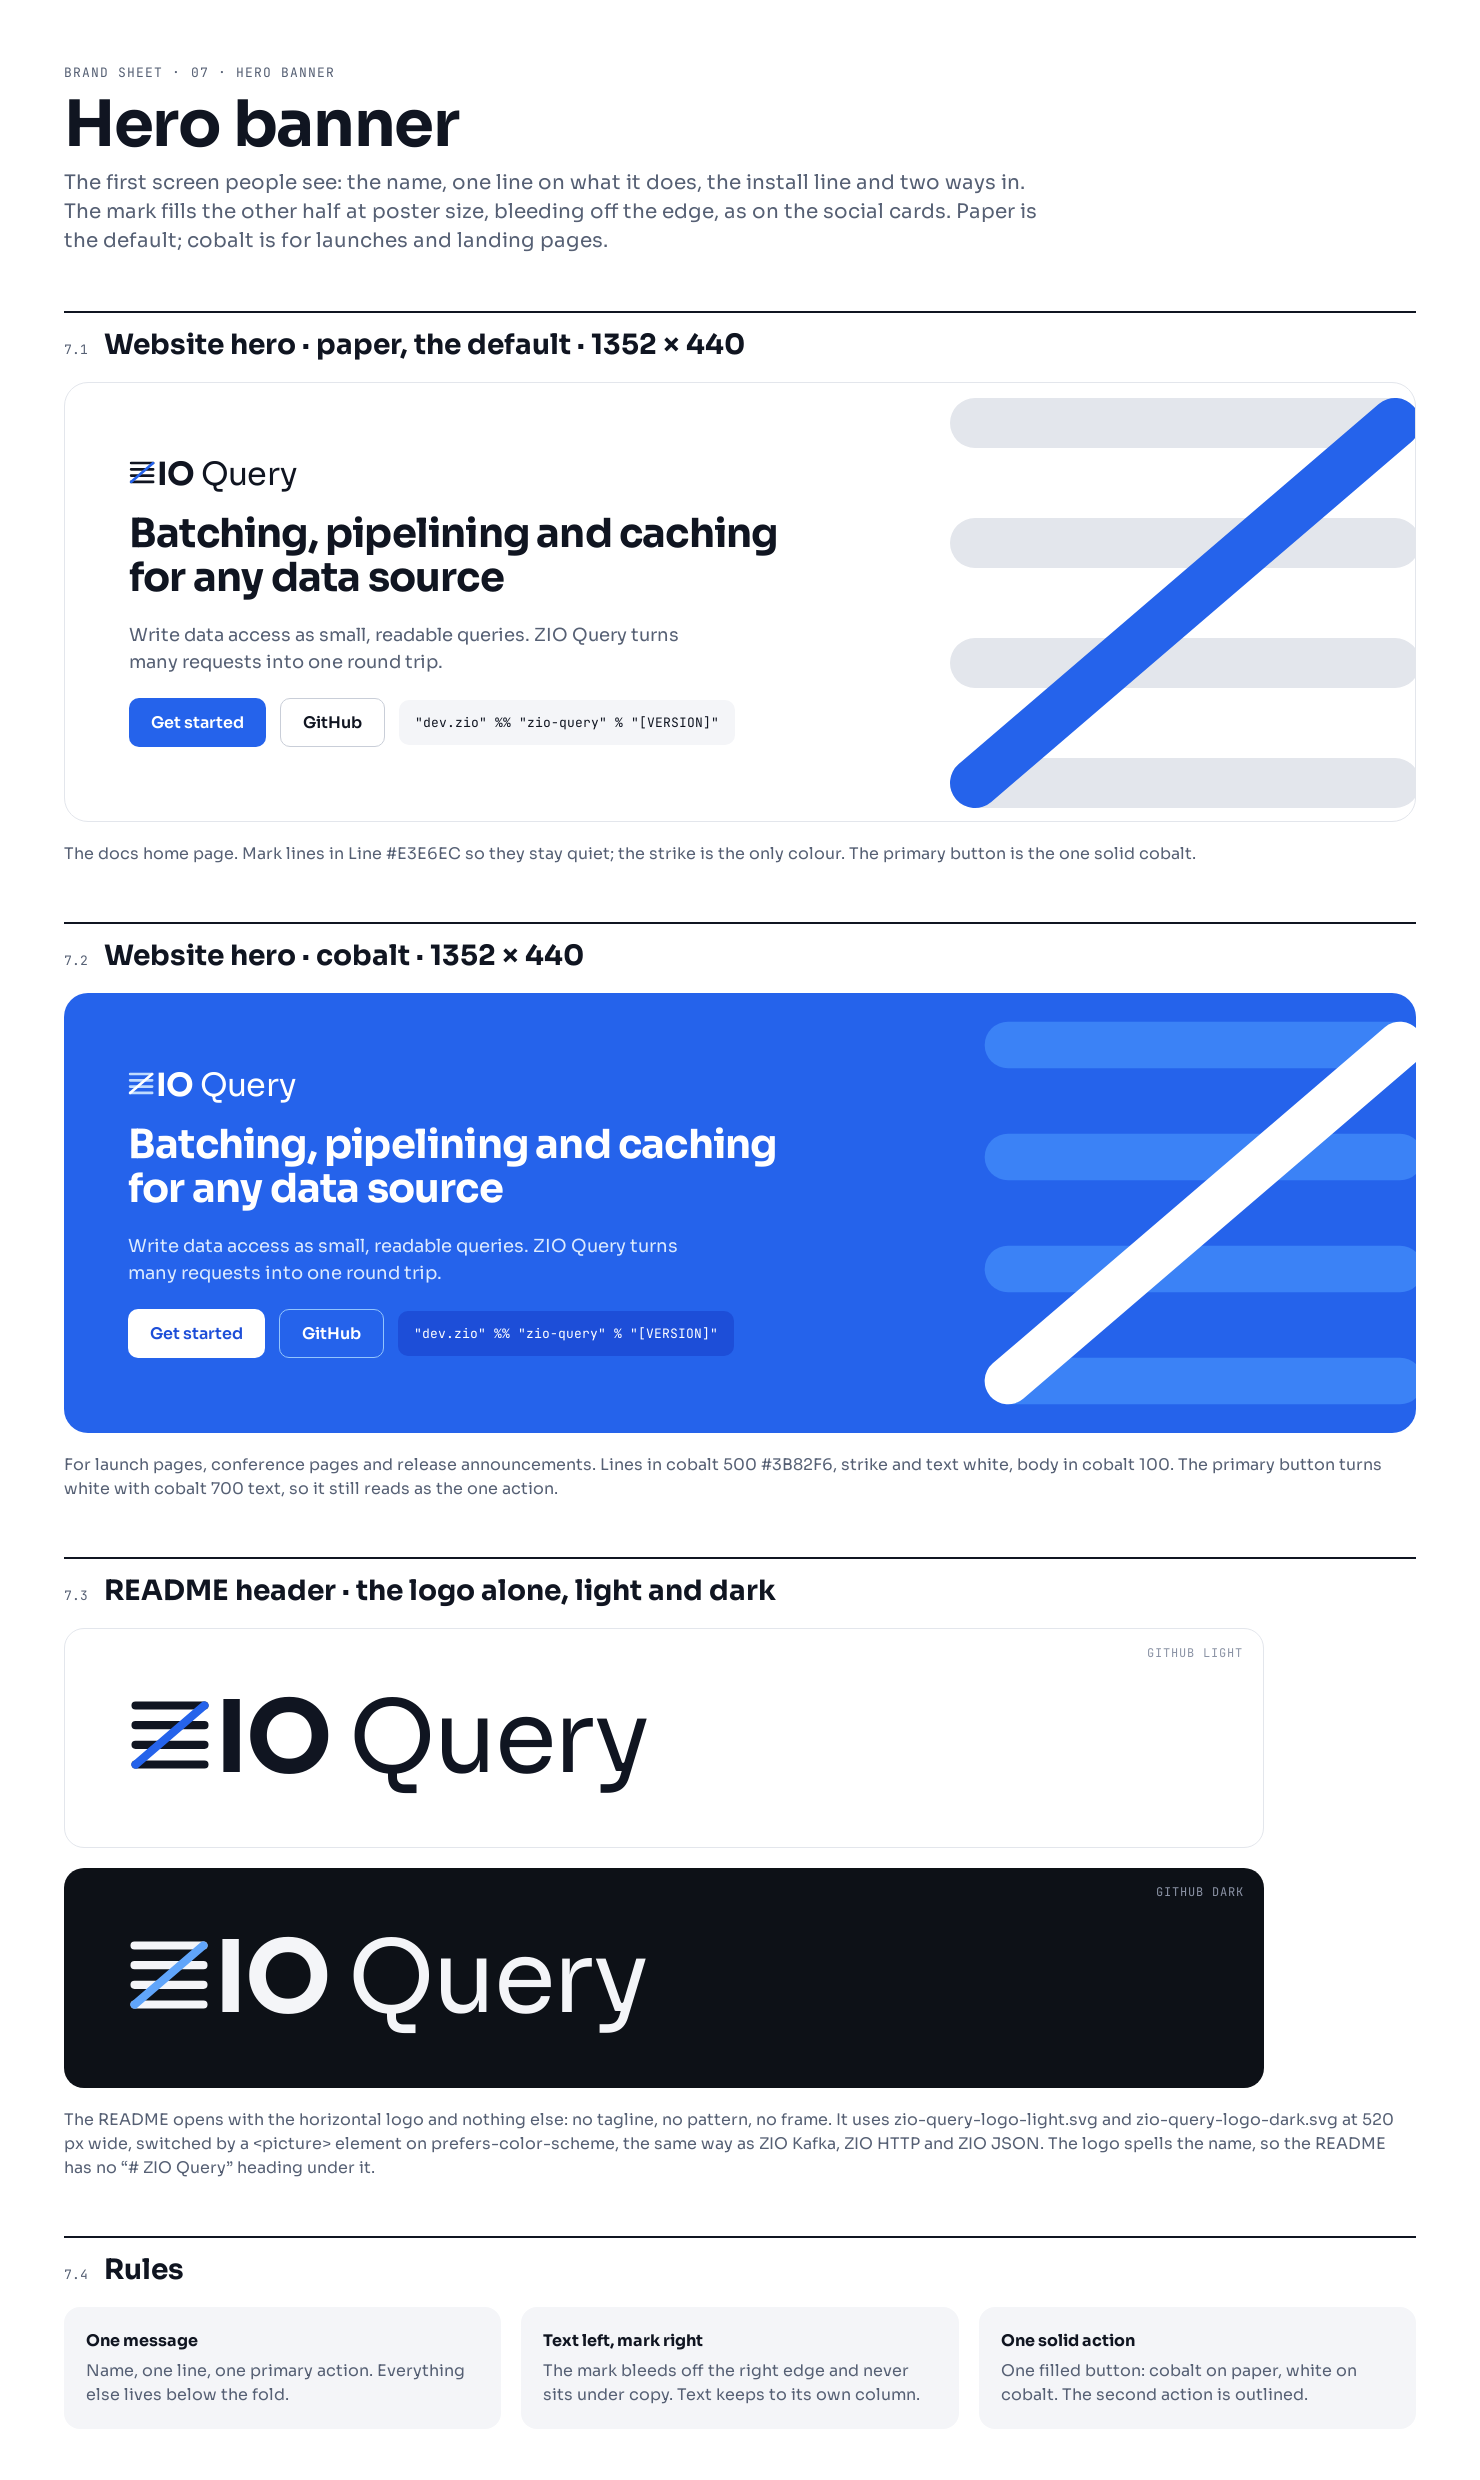 BRAND SHEET · 07 · HERO BANNER
Hero banner
The first screen people see: the name, one line on what it does, the install line and two ways in.
The mark fills the other half at poster size, bleeding off the edge, as on the social cards. Paper is
the default; cobalt is for launches and landing pages.
7.1 Website hero · paper, the default · 1352 × 440
ZIO Query
Batching, pipelining and caching
for any data source
Write data access as small, readable queries. ZIO Query turns
many requests into one round trip.
Get started GitHub "dev.zio" %% "zio-query" % "[VERSION]"
The docs home page. Mark lines in Line #E3E6EC so they stay quiet; the strike is the only colour. The primary button is the one solid cobalt.
7.2 Website hero · cobalt · 1352 × 440
ZIO Query
Batching, pipelining and caching
for any data source
Write data access as small, readable queries. ZIO Query turns
many requests into one round trip.
Get started GitHub "dev.zio" %% "zio-query" % "[VERSION]"
For launch pages, conference pages and release announcements. Lines in cobalt 500 #3B82F6, strike and text white, body in cobalt 100. The primary button turns
white with cobalt 700 text, so it still reads as the one action.
7.3 README header · the logo alone, light and dark
GITHUB LIGHT
ZIO Query
GITHUB DARK
ZIO Query
The README opens with the horizontal logo and nothing else: no tagline, no pattern, no frame. It uses zio-query-logo-light.svg and zio-query-logo-dark.svg at 520
px wide, switched by a <picture> element on prefers-color-scheme, the same way as ZIO Kafka, ZIO HTTP and ZIO JSON. The logo spells the name, so the README
has no “# ZIO Query” heading under it.
7.4 Rules
One message
Name, one line, one primary action. Everything
else lives below the fold.
Text left, mark right
The mark bleeds off the right edge and never
sits under copy. Text keeps to its own column.
One solid action
One filled button: cobalt on paper, white on
cobalt. The second action is outlined.